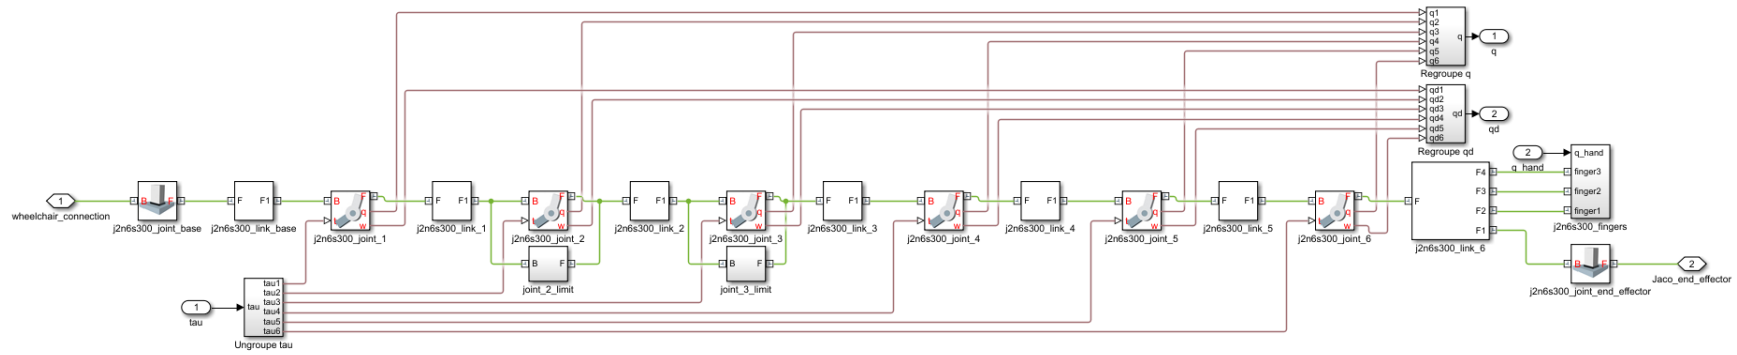 q1
q2
q3
q4
q5
q6
q
Regroupe q
1
q
qd1
qd2
qd3
qd4
qd5
qd6
qd
Regroupe qd
2
qd
2
q_hand
q_hand
finger3
finger2
finger1
j2n6s300_fingers
1
wheelchair_connection
B F
j2n6s300_joint_base
F F1
j2n6s300_link_base
B F
t q
w
j2n6s300_joint_1
F F1
j2n6s300_link_1
B F
t q
w
j2n6s300_joint_2
F F1
j2n6s300_link_2
B F
t q
w
j2n6s300_joint_3
F F1
j2n6s300_link_3
B F
t q
w
j2n6s300_joint_4
F F1
j2n6s300_link_4
B F
t q
w
j2n6s300_joint_5
F F1
j2n6s300_link_5
B F
t q
w
j2n6s300_joint_6
F
F4
F3
F2
F1
j2n6s300_link_6
B F
joint_2_limit
B F
joint_3_limit
B F
j2n6s300_joint_end_effector
2
Jaco_end_effector
1
tau
tau
tau1
tau2
tau3
tau4
tau5
tau6
Ungroupe tau